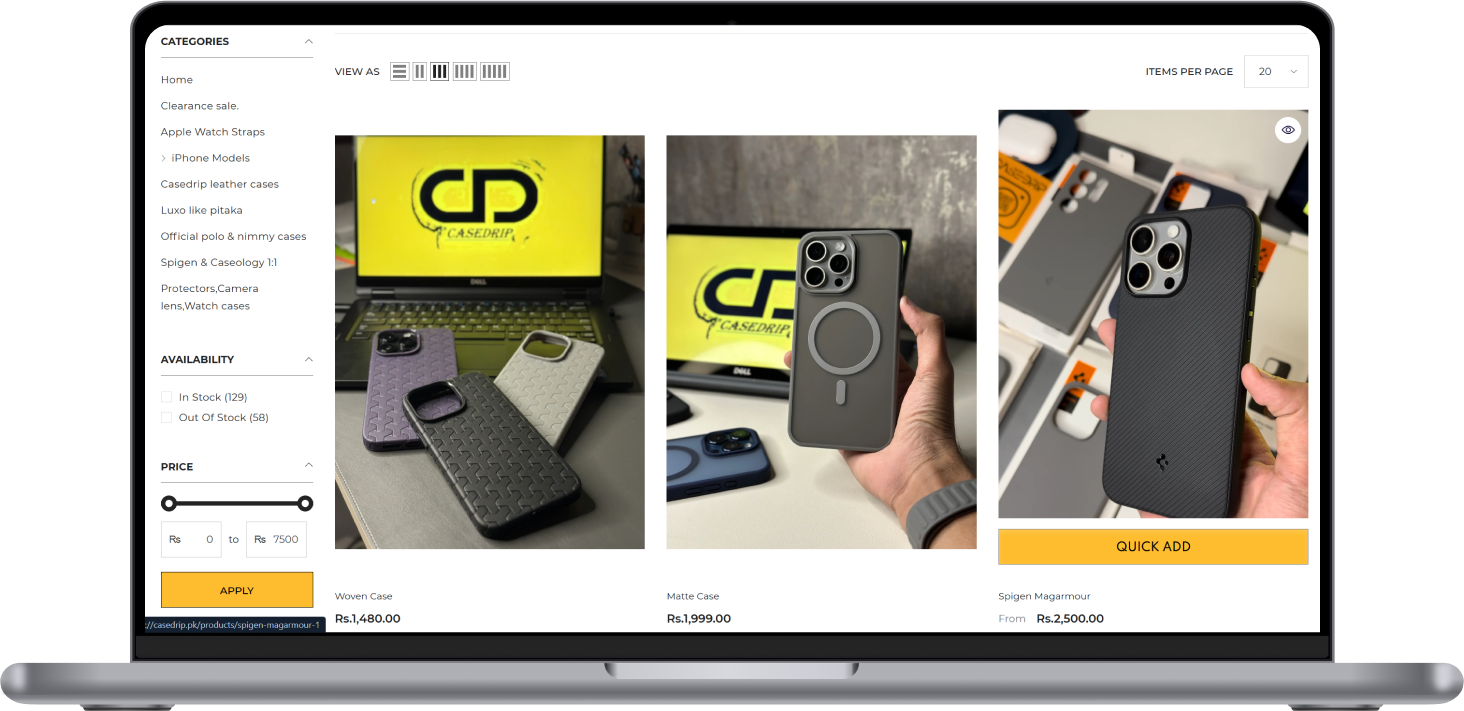 CATEGORIES
Home
Clearance sale.
Apple Watch Straps
iPhone Models
Casedrip leather cases
Luxo like pitaka
Official polo & nimmy cases
Spigen & Caseology 1:1
Protectors,Camera
lens,Watch cases
AVAILABILITY
In Stock (129)
Out Of Stock (58)
PRICE
Rs 0 to Rs 7500
APPLY
://casedrip.pk/products/spigen-magarmour-1
VIEW AS
ITEMS PER PAGE 20
CD
CASEDRIP
DELL
Woven Case
Rs.1,480.00
CD
CASEDRIP
DELL
Matte Case
Rs.1,999.00
CASEDRIP
QUICK ADD
Spigen Magarmour
From Rs.2,500.00